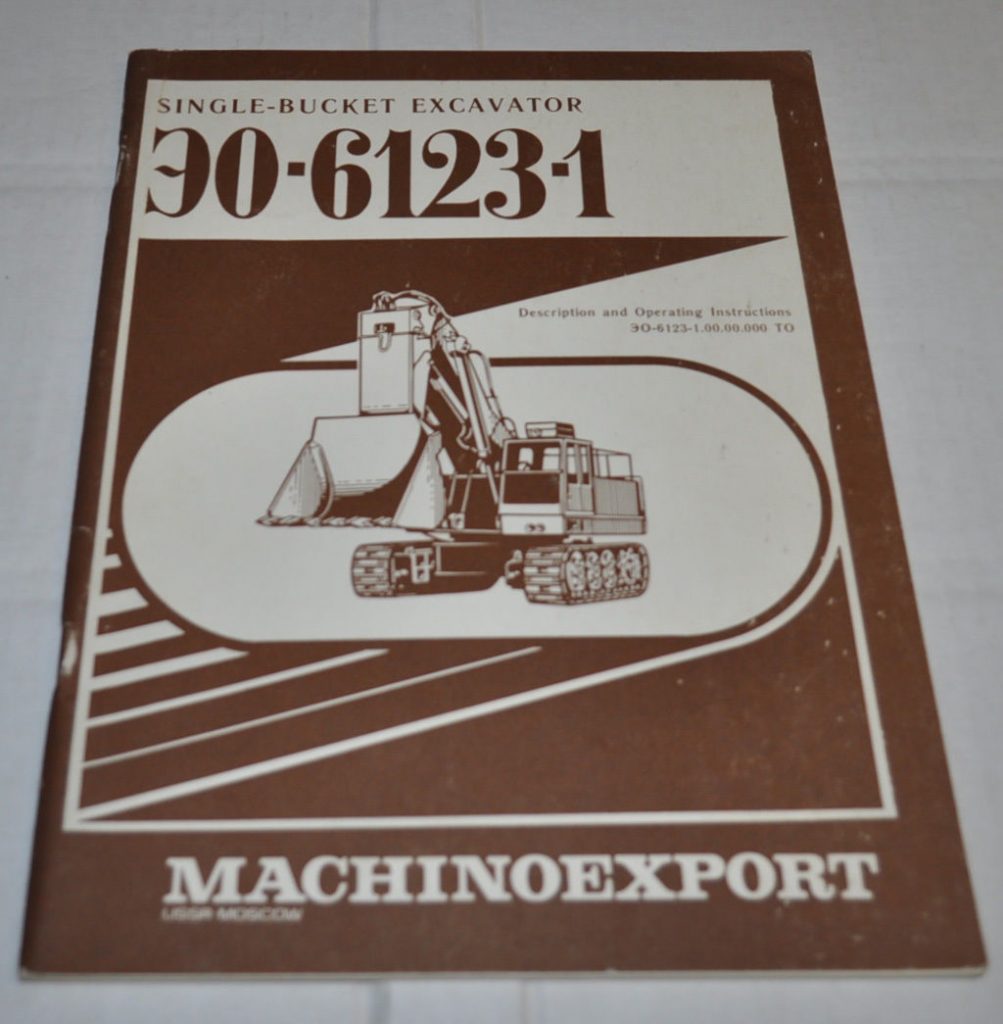 SINGLE-BUCKET EXCAVATOR
ЭО-6123-1
Description and Operating Instructions
ЭО-6123-1.00.00.000 ТО
MACHINOEXPORT
USSR MOSCOW